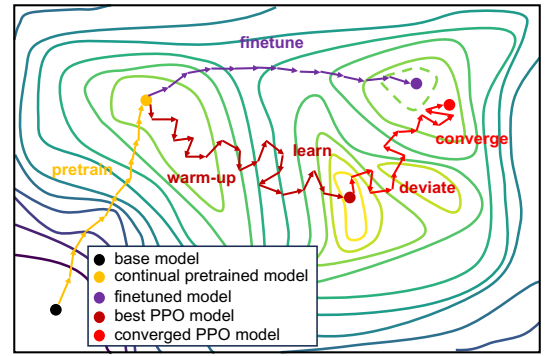 finetune
pretrain
warm-up
learn
converge
deviate
base model
continual pretrained model
finetuned model
best PPO model
converged PPO model